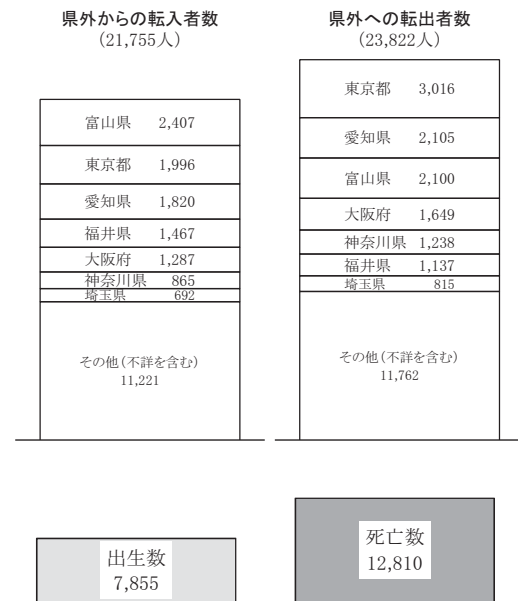 県外からの転入者数
（21,755人）
富山県 2,407
東京都 1,996
愛知県 1,820
福井県 1,467
大阪府 1,287
神奈川県 865
埼玉県 692
その他（不詳を含む）
11,221
県外への転出者数
（23,822人）
東京都 3,016
愛知県 2,105
富山県 2,100
大阪府 1,649
神奈川県 1,238
福井県 1,137
埼玉県 815
その他（不詳を含む）
11,762
出生数
7,855
死亡数
12,810